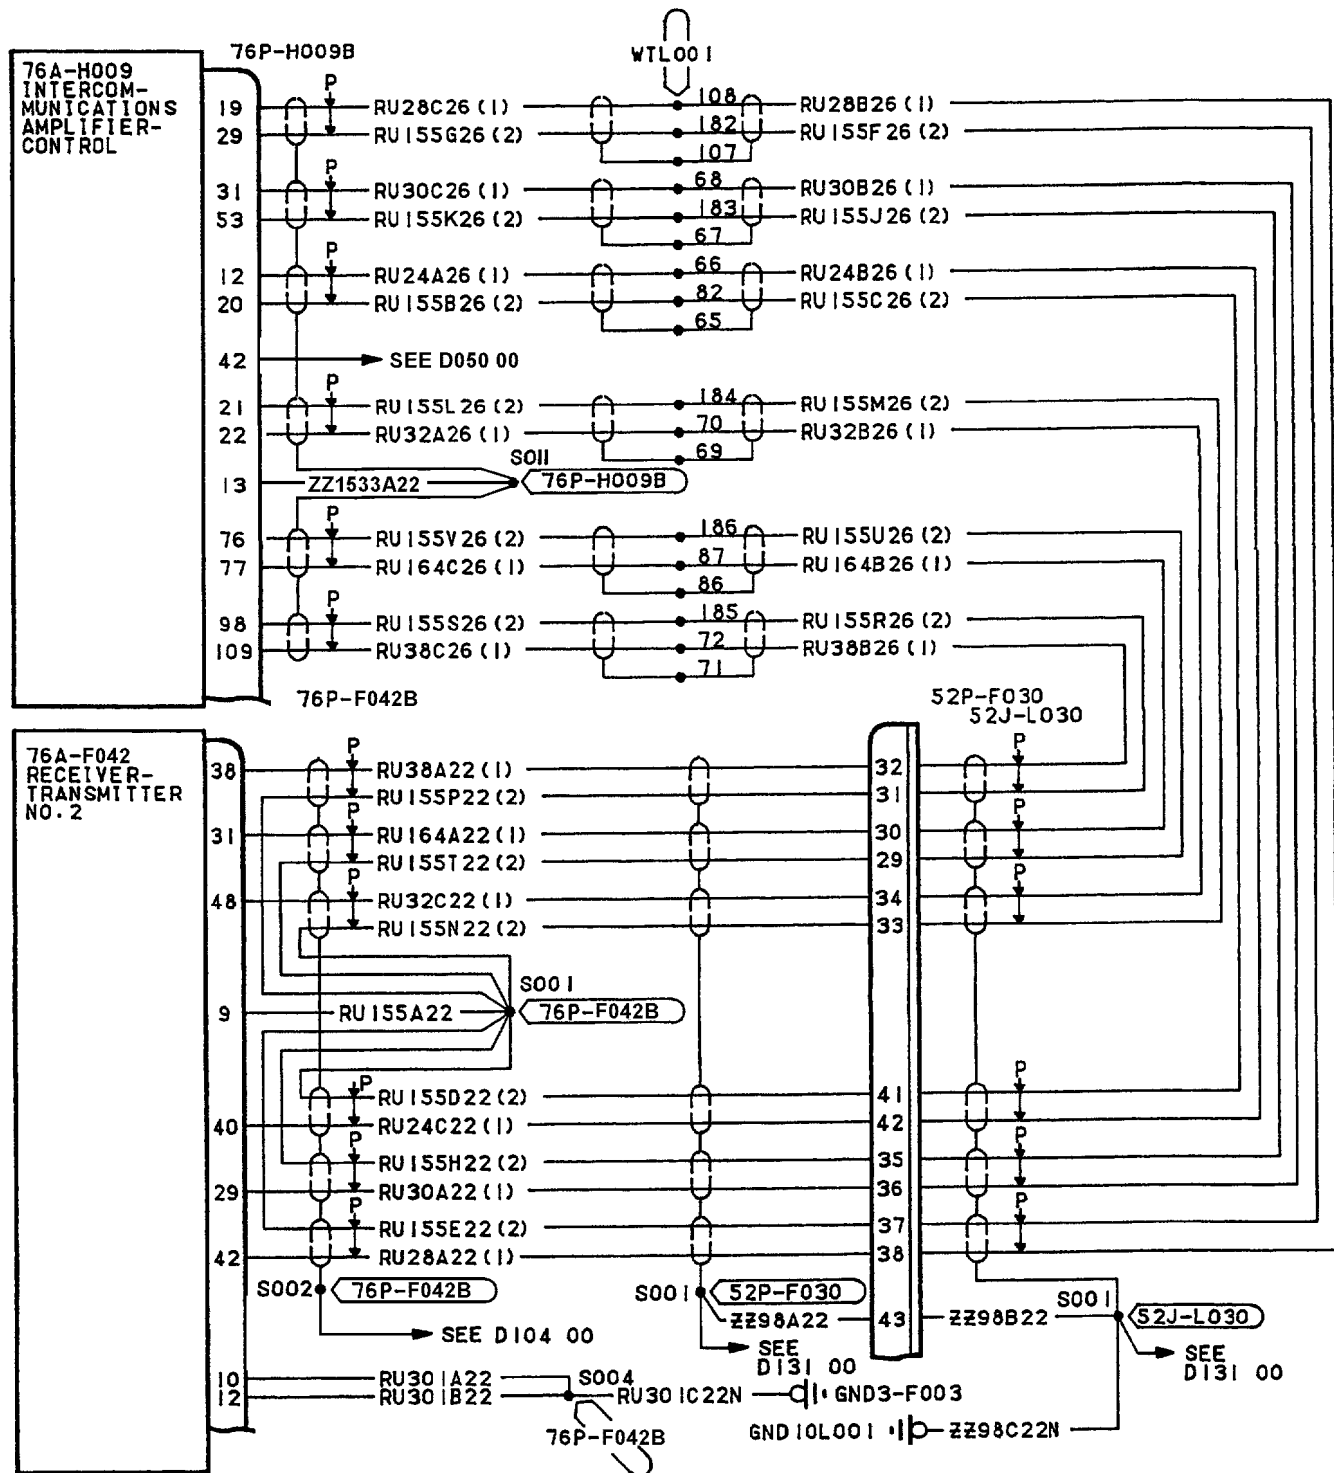 76P-H009B
WTL001
76A-H009
INTERCOM-
MUNICATIONS
AMPLIFIER-
CONTROL
P
19 RU28C26(1) 108 RU28B26(1)
29 RU155G26(2) 182 RU155F26(2)
107
P
31 RU30C26(1) 68 RU30B26(1)
53 RU155K26(2) 183 RU155J26(2)
67
P
12 RU24A26(1) 66 RU24B26(1)
20 RU155B26(2) 82 RU155C26(2)
65
42 SEE D050 00
P
21 RU155L26(2) 184 RU155M26(2)
22 RU32A26(1) 70 RU32B26(1)
69
S011
13 ZZ1533A22 76P-H009B
P
76 RU155V26(2) 186 RU155U26(2)
77 RU164C26(1) 87 RU164B26(1)
86
P
98 RU155S26(2) 185 RU155R26(2)
109 RU38C26(1) 72 RU38B26(1)
71
76P-F042B
52P-F030
52J-L030
76A-F042
RECEIVER-
TRANSMITTER
NO.2
P P
38 RU38A22(1) 32
RU155P22(2) 31
P P
31 RU164A22(1) 30
RU155T22(2) 29
P P
48 RU32C22(1) 34
RU155N22(2) 33
S001
9 RU155A22 76P-F042B
P P
RU155D22(2) 41
40 RU24C22(1) 42
P P
RU155H22(2) 35
29 RU30A22(1) 36
P P
RU155E22(2) 37
42 RU28A22(1) 38
S002 76P-F042B S001 52P-F030 S001
ZZ98A22 43 ZZ98B22 52J-L030
SEE D104 00
SEE
D131 00
SEE
D131 00
10 RU301A22 S004
12 RU301B22 RU301C22N GND3-F003
76P-F042B GND10L001 ZZ98C22N